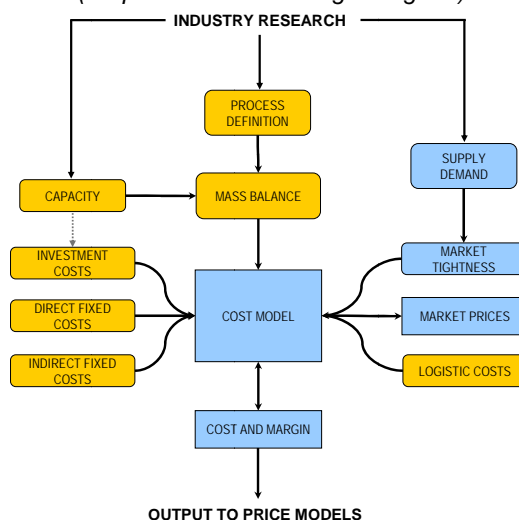 INDUSTRY RESEARCH
PROCESS
DEFINITION
SUPPLY
DEMAND
CAPACITY
MASS BALANCE
INVESTMENT
COSTS
MARKET
TIGHTNESS
DIRECT FIXED
COSTS
COST MODEL
MARKET PRICES
INDIRECT FIXED
COSTS
LOGISTIC COSTS
COST AND MARGIN
OUTPUT TO PRICE MODELS